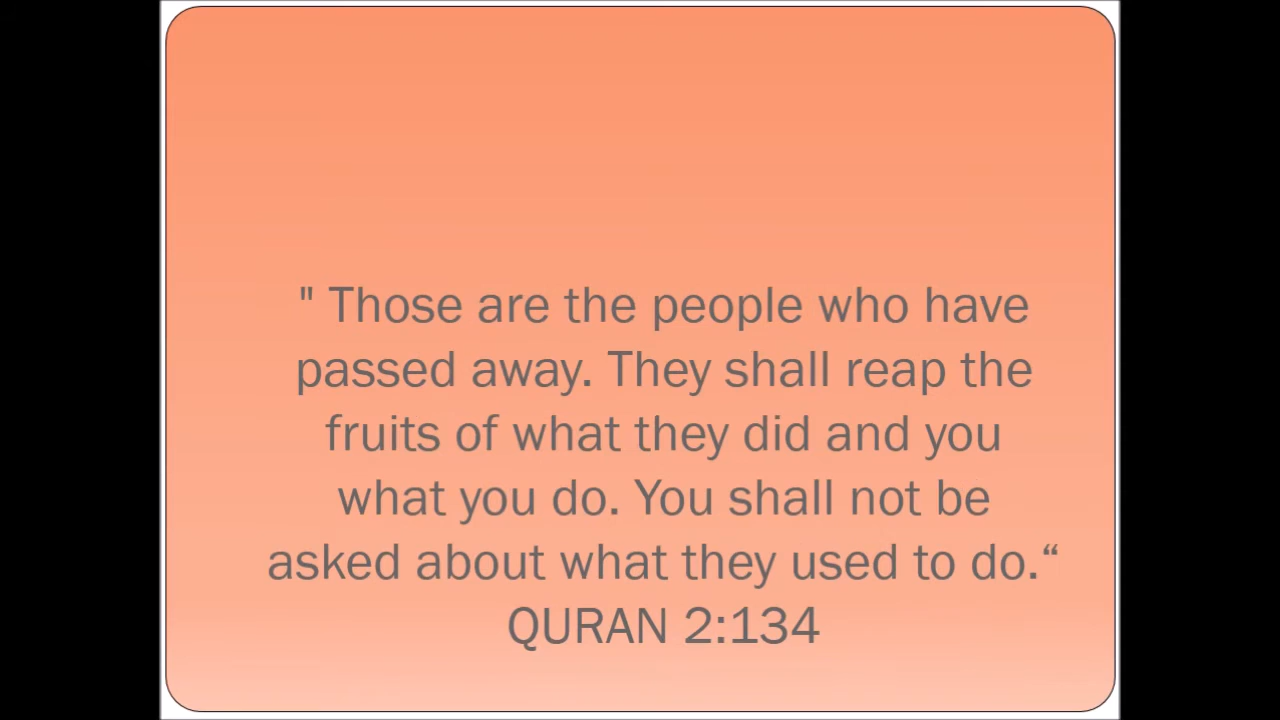 " Those are the people who have
passed away. They shall reap the
fruits of what they did and you
what you do. You shall not be
asked about what they used to do.“
QURAN 2:134